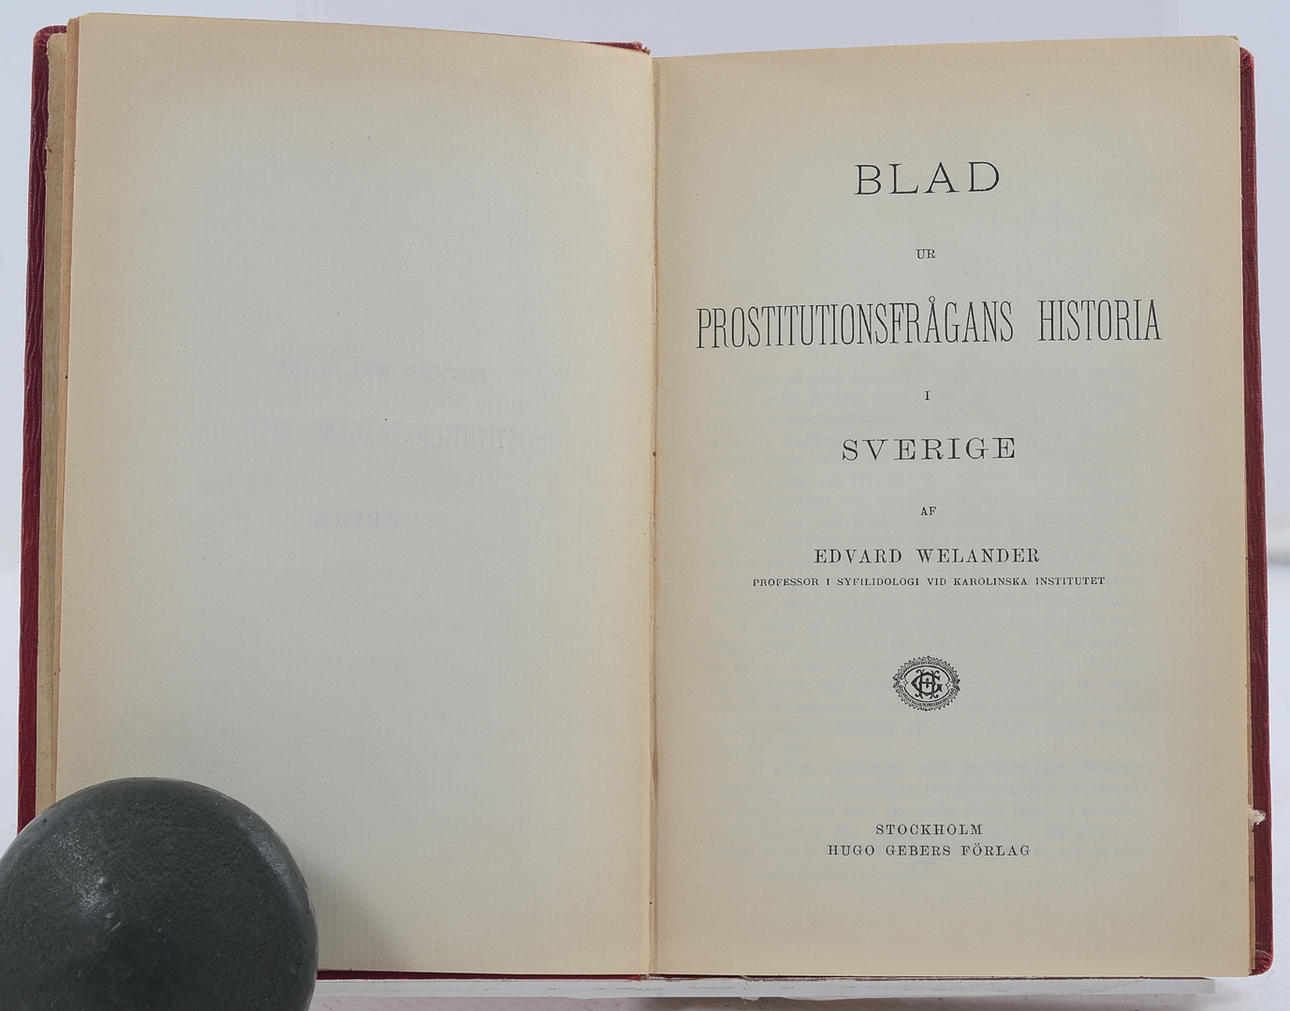 BLAD
UR
PROSTITUTIONSFRÅGANS HISTORIA
I
SVERIGE
AF
EDVARD WELANDER
PROFESSOR I SYFILIDOLOGI VID KAROLINSKA INSTITUTET
STOCKHOLM
HUGO GEBERS FÖRLAG